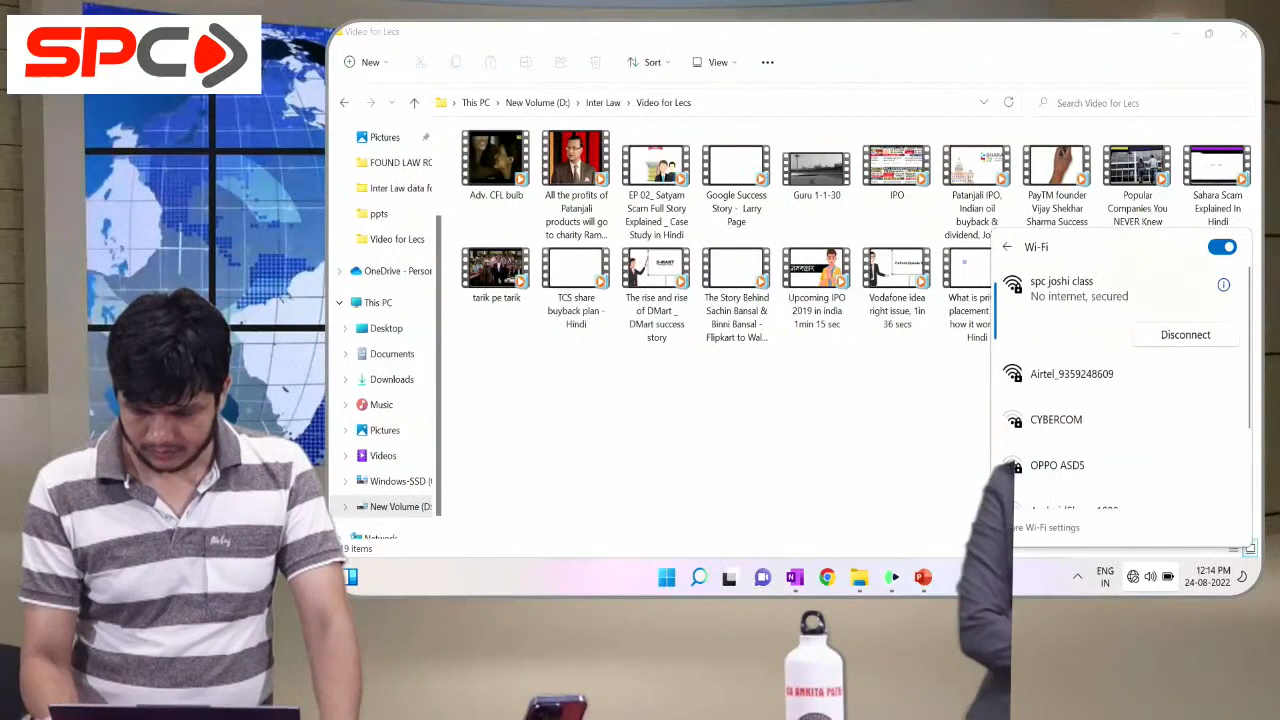 SPC
Video for Lecs
New
Sort
View
This PC > New Volume (D:) > Inter Law > Video for Lecs
Search Video for Lecs
Pictures
FOUND LAW RC
Inter Law data fo
ppts
Video for Lecs
OneDrive - Person
This PC
Desktop
Documents
Downloads
Music
Pictures
Videos
Windows-SSD (
New Volume (D:
Network
19 items
Adv. CFL bulb
All the profits of
Patanjali
products will go
to charity Ram...
EP 02_ Satyam
Scam Full Story
Explained _ Case
Study in Hindi
Google Success
Story - Larry
Page
Guru 1-1-30
IPO
Patanjali IPO,
Indian oil
buyback &
dividend, Jo...
PayTM founder
Vijay Shekhar
Sharma Success
Popular
Companies You
NEVER Knew
Sahara Scam
Explained In
Hindi
tarik pe tarik
TCS share
buyback plan -
Hindi
The rise and rise
of DMart _
DMart success
story
The Story Behind
Sachin Bansal &
Binni Bansal -
Flipkart to Wal...
Upcoming IPO
2019 in india
1min 15 sec
Vodafone idea
right issue, 1in
36 secs
What is pri
placement
how it wor
Hindi
Wi-Fi
spc joshi class
No internet, secured
Disconnect
Airtel_9359248609
CYBERCOM
OPPO A5D5
re Wi-Fi settings
ENG
IN
12:14 PM
24-08-2022
CA ANKITA PAT